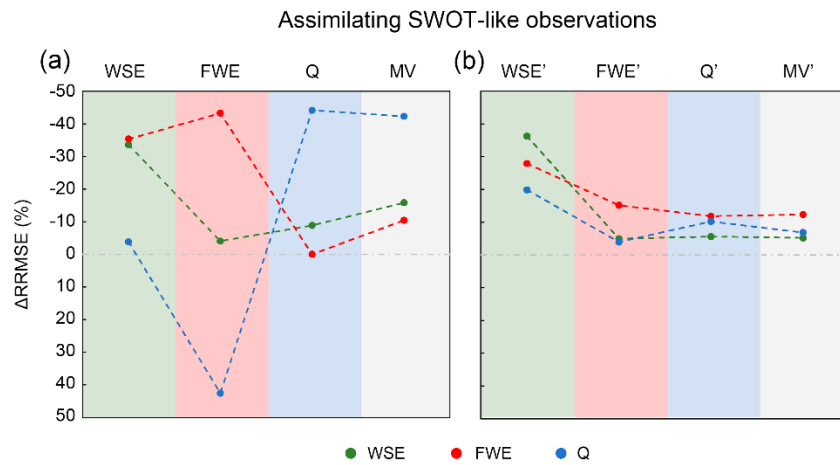 Assimilating SWOT-like observations
(a) WSE FWE Q MV
(b) WSE’ FWE’ Q’ MV’
ΔRRMSE (%)
-50
-40
-30
-20
-10
0
10
20
30
40
50
WSE FWE Q